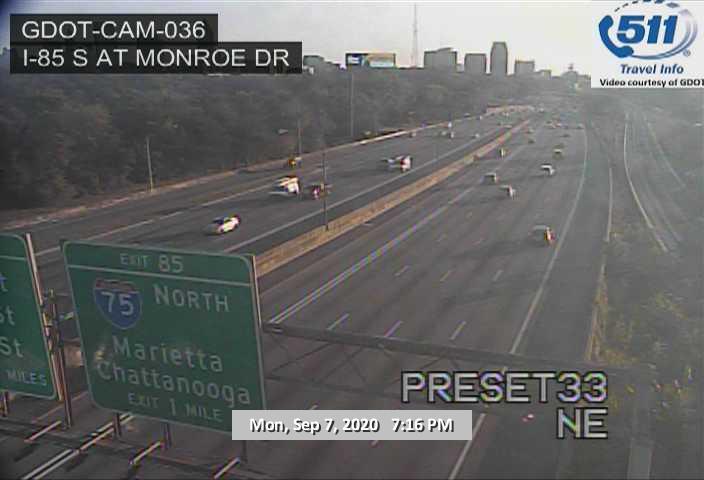 GDOT-CAM-036
I-85 S AT MONROE DR
511
Travel Info
Video courtesy of GDOT
EXIT 85
75 NORTH
Marietta
Chattanooga
EXIT 1 MILE
St
MILES
PRESET33
NE
Mon, Sep 7, 2020 7:16 PM